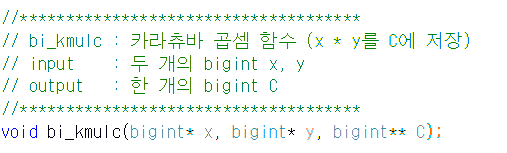 //***********************************
// bi_kmulc : 카라츄바 곱셈 함수 (x * y를 C에 저장)
// input    : 두 개의 bigint x, y
// output   : 한 개의 bigint C
//***********************************
void bi_kmulc(bigint* x, bigint* y, bigint** C);